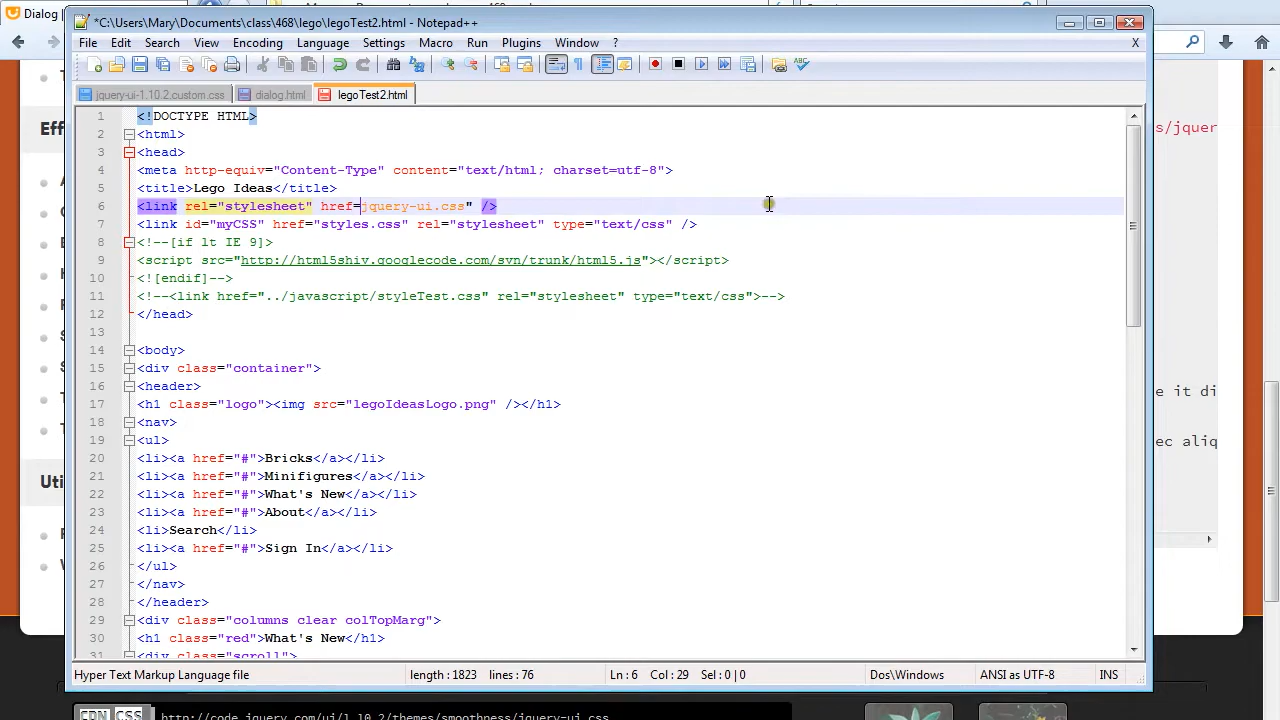 Dialog |
*C:\Users\Mary\Documents\class\468\lego\legoTest2.html - Notepad++
File Edit Search View Encoding Language Settings Macro Run Plugins Window ? X
jquery-ui-1.10.2.custom.css dialog.html legoTest2.html
1 <!DOCTYPE HTML>
2 <html>
3 <head>
4 <meta http-equiv="Content-Type" content="text/html; charset=utf-8">
5 <title>Lego Ideas</title>
6 <link rel="stylesheet" href=jquery-ui.css" />
7 <link id="myCSS" href="styles.css" rel="stylesheet" type="text/css" />
8 <!--[if lt IE 9]>
9 <script src="http://html5shiv.googlecode.com/svn/trunk/html5.js"></script>
10 <![endif]-->
11 <!--<link href="../javascript/styleTest.css" rel="stylesheet" type="text/css">-->
12 </head>
13
14 <body>
15 <div class="container">
16 <header>
17 <h1 class="logo"><img src="legoIdeasLogo.png" /></h1>
18 <nav>
19 <ul>
20 <li><a href="#">Bricks</a></li>
21 <li><a href="#">Minifigures</a></li>
22 <li><a href="#">What's New</a></li>
23 <li><a href="#">About</a></li>
24 <li>Search</li>
25 <li><a href="#">Sign In</a></li>
26 </ul>
27 </nav>
28 </header>
29 <div class="columns clear colTopMarg">
30 <h1 class="red">What's New</h1>
31 <div class="scroll">
Hyper Text Markup Language file length : 1823 lines : 76 Ln : 6 Col : 29 Sel : 0 | 0 Dos\Windows ANSI as UTF-8 INS
Eff
Uti
s/jquer
e it di
ec aliq
CDN CSS http://code.jquery.com/ui/1.10.2/themes/smoothness/jquery-ui.css